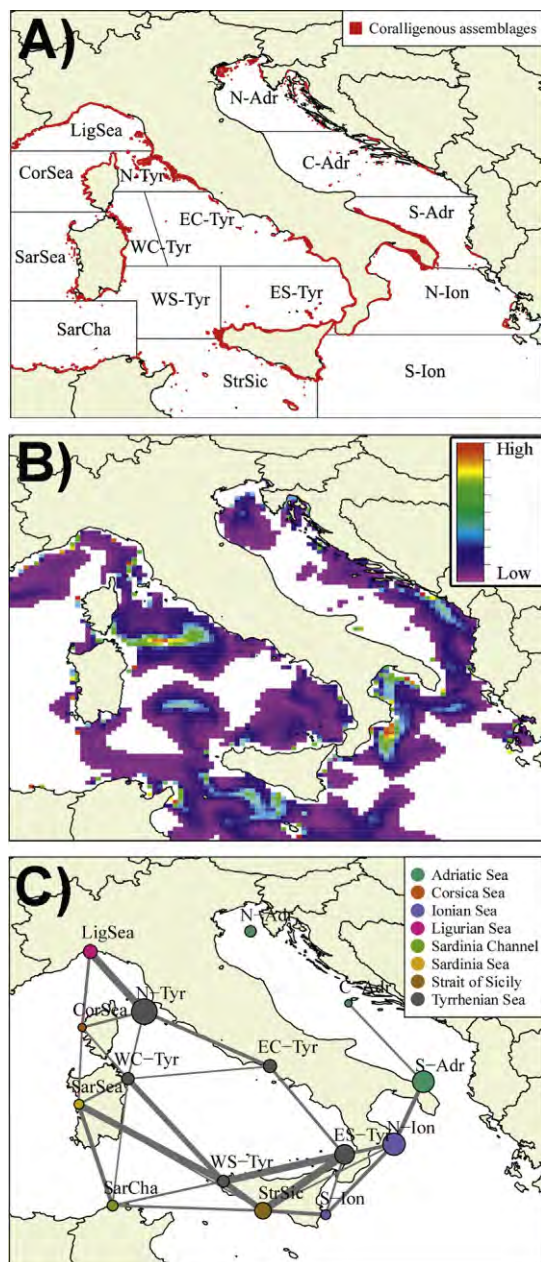 A)
Coralligenous assemblages
N-Adr
LigSea
C-Adr
CorSea
N-Tyr
S-Adr
EC-Tyr
SarSea
WC-Tyr
WS-Tyr
ES-Tyr
N-Ion
SarCha
StrSic
S-Ion
B)
High
Low
C)
Adriatic Sea
Corsica Sea
Ionian Sea
Ligurian Sea
Sardinia Channel
Sardinia Sea
Strait of Sicily
Tyrrhenian Sea
N-Adr
LigSea
N-Tyr
C-Adr
CorSea
EC-Tyr
WC-Tyr
S-Adr
SarSea
ES-Tyr
N-Ion
WS-Tyr
SarCha
StrSic
S-Ion